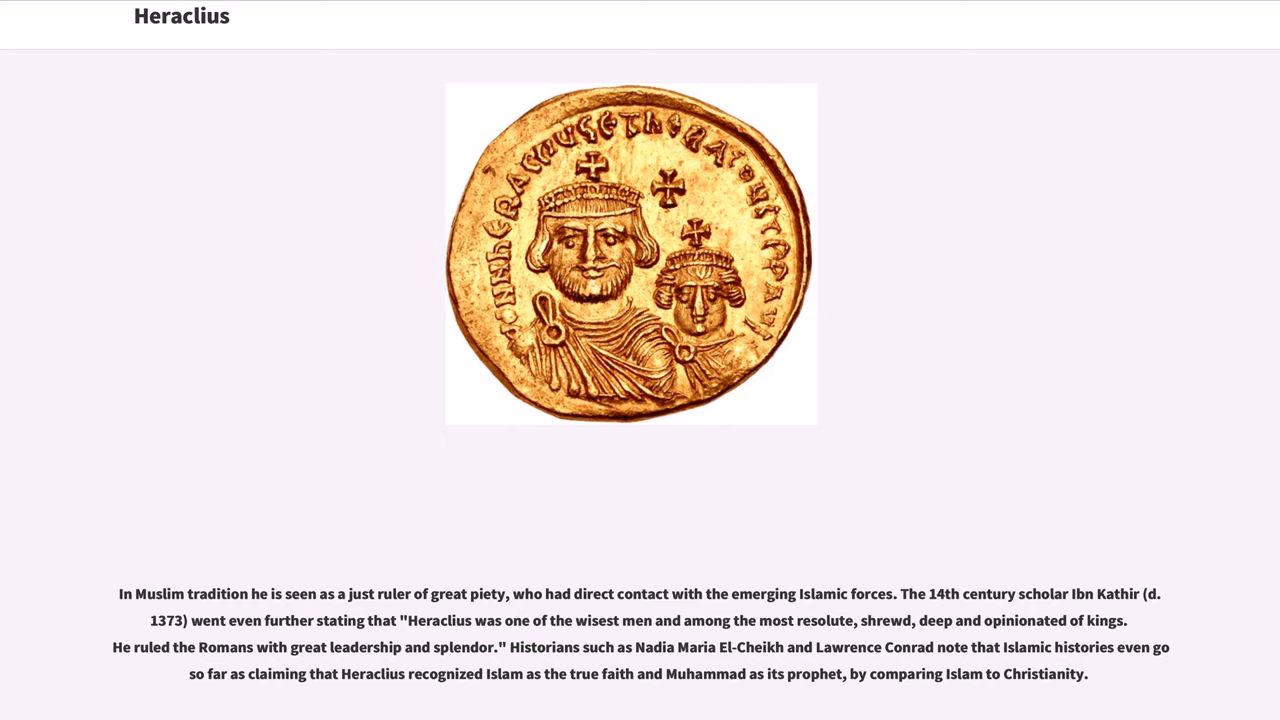 Heraclius
In Muslim tradition he is seen as a just ruler of great piety, who had direct contact with the emerging Islamic forces. The 14th century scholar Ibn Kathir (d.
1373) went even further stating that "Heraclius was one of the wisest men and among the most resolute, shrewd, deep and opinionated of kings.
He ruled the Romans with great leadership and splendor." Historians such as Nadia Maria El-Cheikh and Lawrence Conrad note that Islamic histories even go
so far as claiming that Heraclius recognized Islam as the true faith and Muhammad as its prophet, by comparing Islam to Christianity.